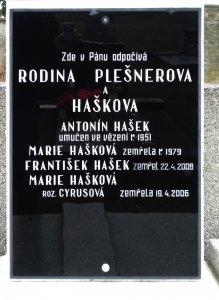 Zde v Pánu odpočívá
RODINA PLEŠNEROVA
A
HAŠKOVA
ANTONÍN HAŠEK
umučen ve vězení r 1951
MARIE HAŠKOVÁ zemřela r 1979
FRANTIŠEK HAŠEK zemřel 22.4.2008
MARIE HAŠKOVÁ
ROZ. CYRUSOVÁ zemřela 19.4.2006